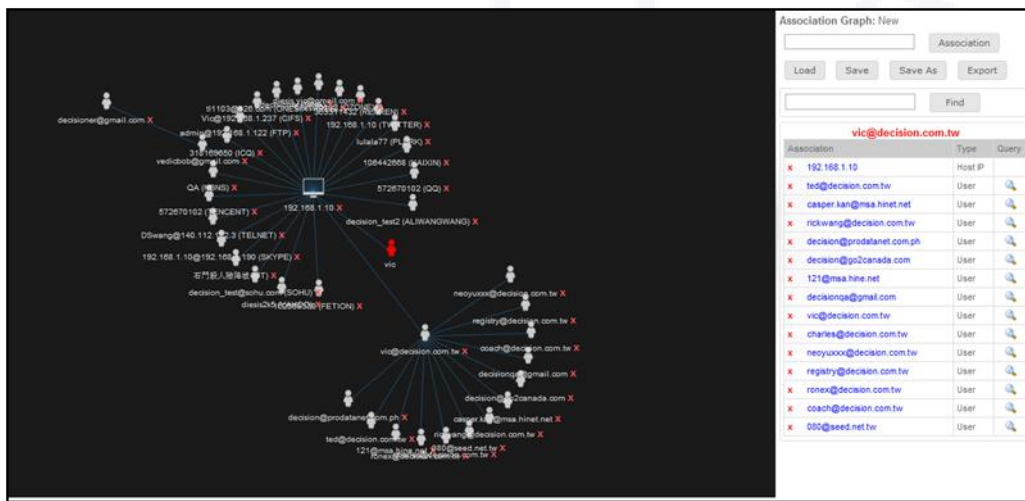 decisioner@gmail.com X
Vic@192.168.1.237 (CIFS) X
admin@192.168.1.122 (FTP) X
318169650 (ICQ) X
vedicbob@gmail.com X
192.168.1.10 X
572670102 X
DSwang@140.112. .3 (TELNET) X
192.168.1.10@192.168. .190 (SKYPE) X
decision_test@sohu.com (SOHU) X
(FETION) X
192.168.1.10 X
lulala77 X
106442668 X
572670102 (QQ) X
decision_test2 (ALIWANGWANG) X
vic
neoyuxxx@decision.com.tw X
registry@decision.com.tw X
coach@decision.com.tw X
vic@decision.com.tw X
decision @gmail.com X
decision@go2canada.com X
decision@prodatanet.com.ph X
casper.kan@msa.hinet.net X
ted@decision.com.tw X
rickwang@decision.com.tw X
080@seed.net.tw X
Association Graph: New
Association
Load Save Save As Export
Find
vic@decision.com.tw
Association Type Query
x 192.168.1.10 Host IP
x ted@decision.com.tw User
x casper.kan@msa.hinet.net User
x rickwang@decision.com.tw User
x decision@prodatanet.com.ph User
x decision@go2canada.com User
x 121@msa.hine.net User
x decisionqa@gmail.com User
x vic@decision.com.tw User
x charles@decision.com.tw User
x neoyuxxx@decision.com.tw User
x registry@decision.com.tw User
x ronex@decision.com.tw User
x coach@decision.com.tw User
x 080@seed.net.tw User